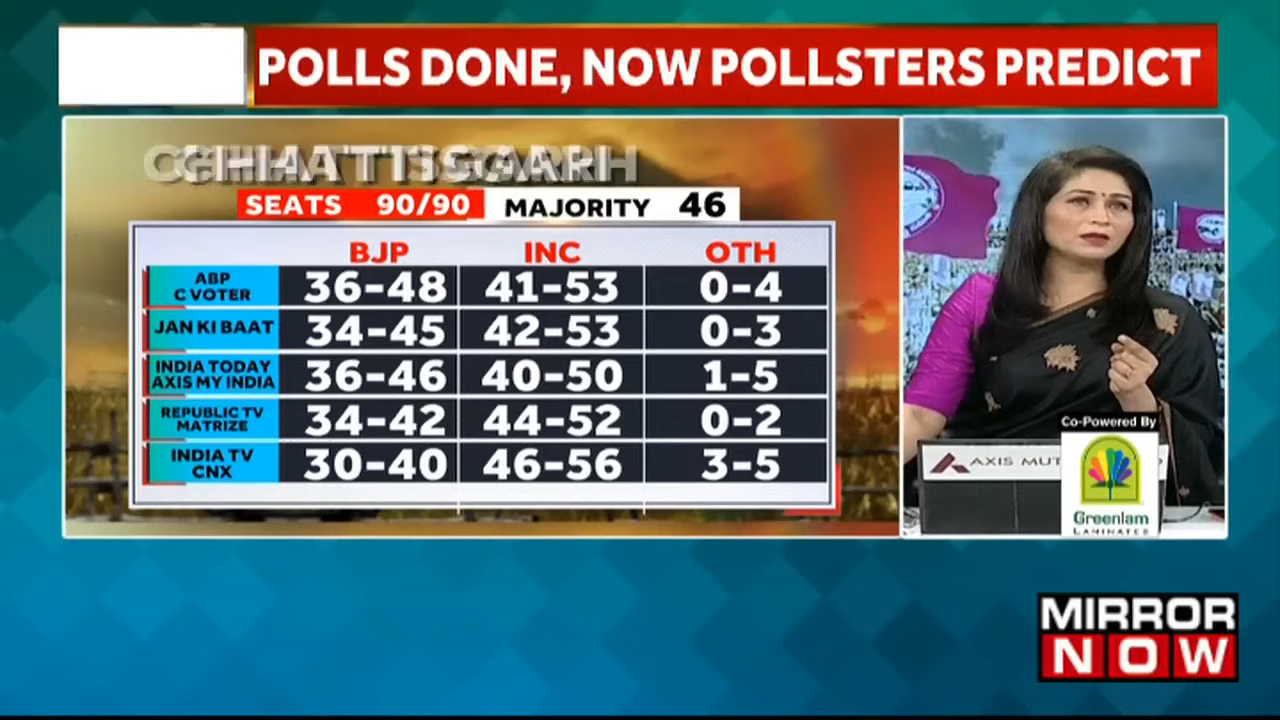 POLLS DONE, NOW POLLSTERS PREDICT
CHHATTISGARH
SEATS 90/90 MAJORITY 46
BJP INC OTH
ABP
C VOTER
36-48 41-53 0-4
JAN KI BAAT 34-45 42-53 0-3
INDIA TODAY
AXIS MY INDIA
36-46 40-50 1-5
REPUBLIC TV
MATRIZE
34-42 44-52 0-2
INDIA TV
CNX
30-40 46-56 3-5
Co-Powered By
AXIS MUT
Greenlam
LAMINATES
MIRROR
NOW